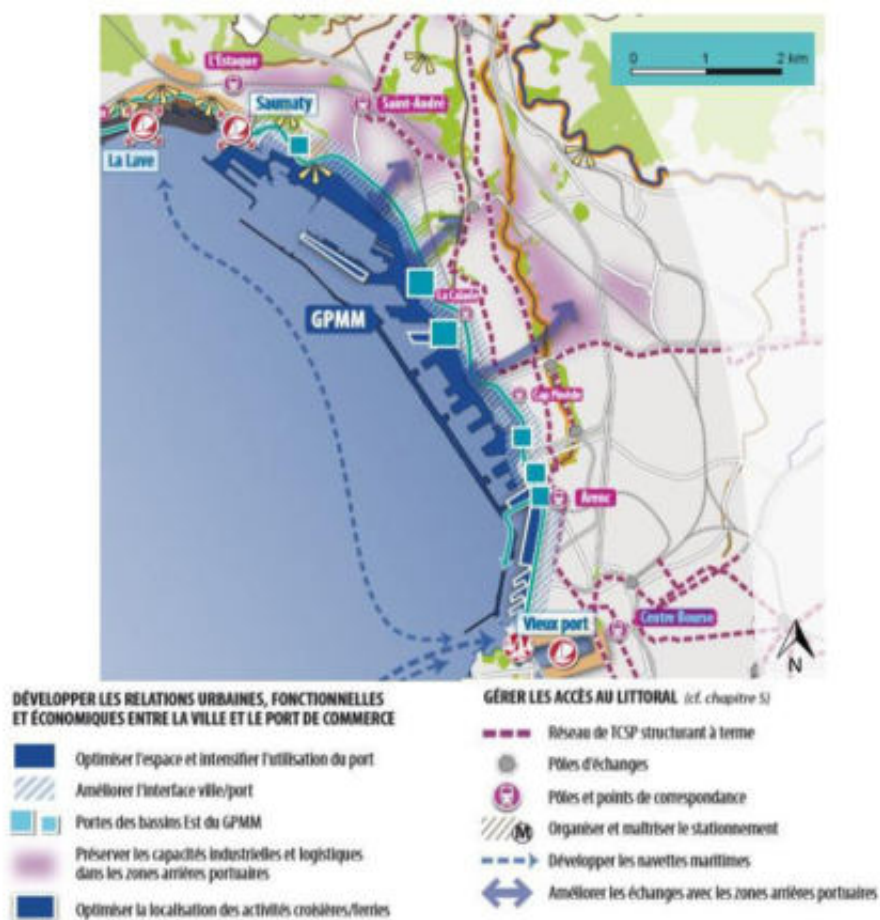 0 1 2 km
L'Estaque
Saumaty
Saint-André
La Lave
La Calade
GPMM
Cap Pinède
Arenc
Vieux port
Centre Bourse
N
DÉVELOPPER LES RELATIONS URBAINES, FONCTIONNELLES
ET ÉCONOMIQUES ENTRE LA VILLE ET LE PORT DE COMMERCE
Optimiser l'espace et intensifier l'utilisation du port
Améliorer l'interface ville/port
Portes des bassins Est du GPMM
Préserver les capacités industrielles et logistiques
dans les zones arrières portuaires
Optimiser la localisation des activités croisières/ferries
GÉRER LES ACCÈS AU LITTORAL (cf. chapitre 5)
Réseau de TCSP structurant à terme
Pôles d'échanges
Pôles et points de correspondance
M Organiser et maîtriser le stationnement
Développer les navettes maritimes
Améliorer les échanges avec les zones arrières portuaires